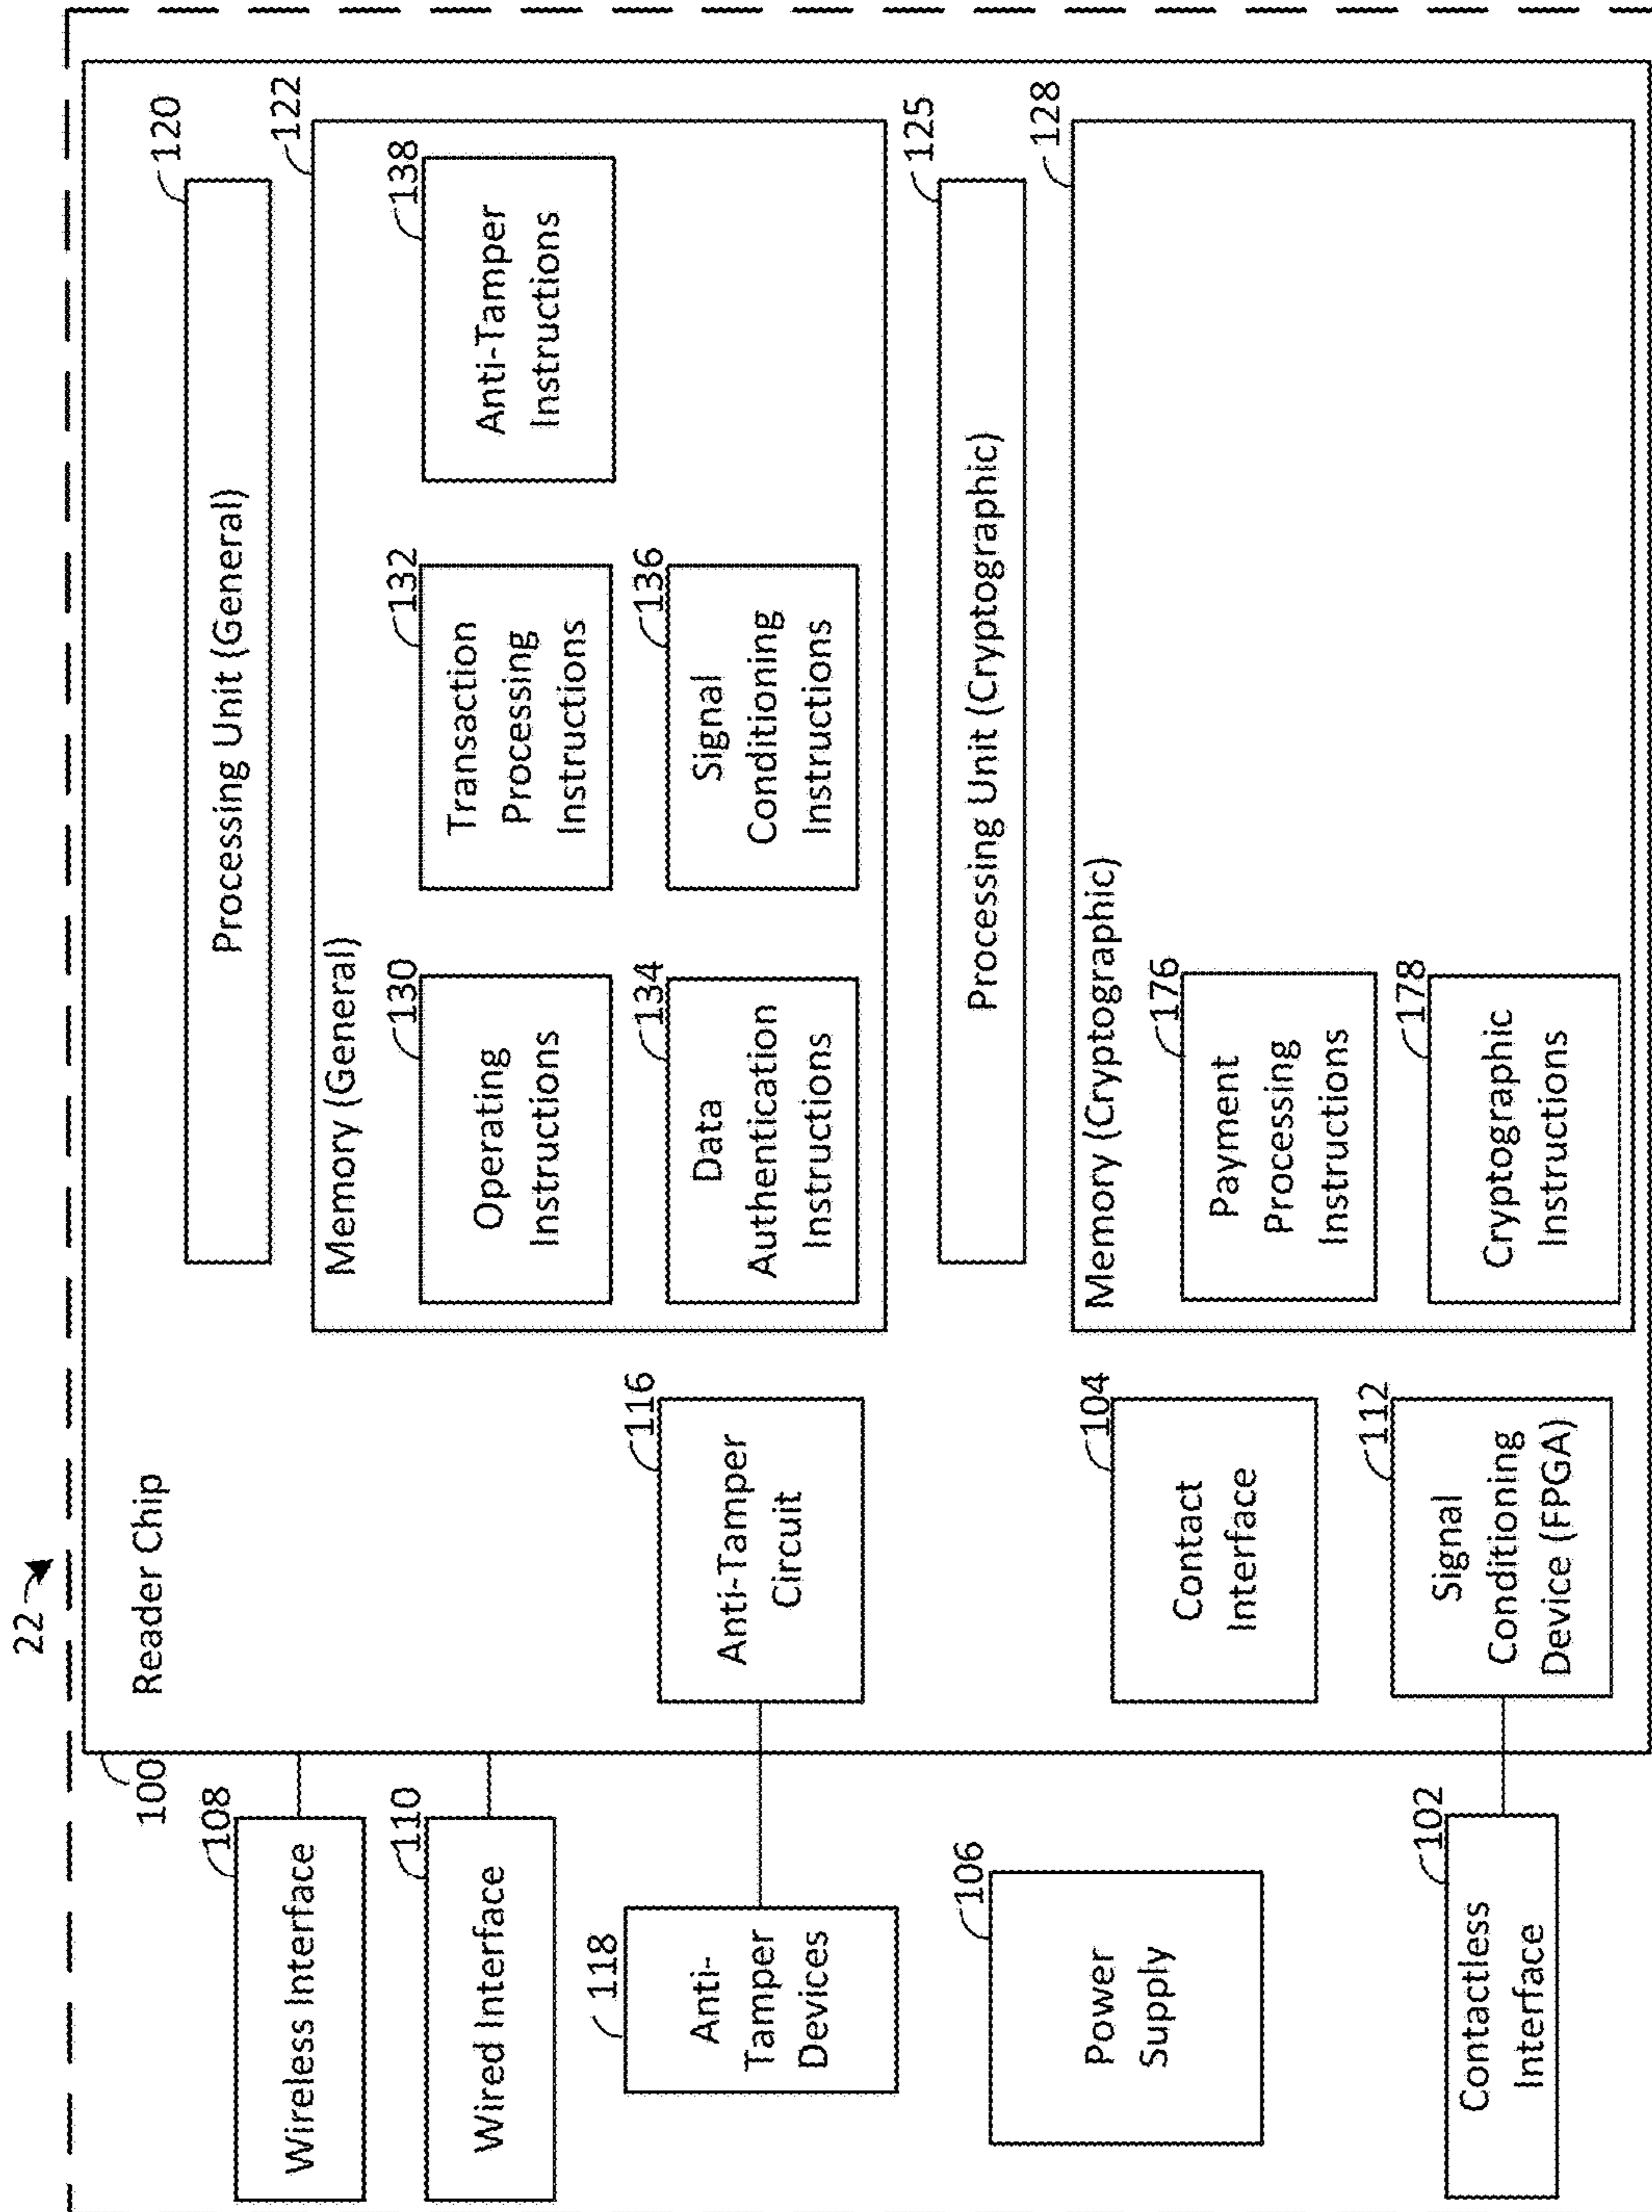 22
100
Reader Chip
120
Processing Unit (General)
122
Memory (General)
130
Operating
Instructions
132
Transaction
Processing
Instructions
138
Anti-Tamper
Instructions
134
Data
Authentication
Instructions
136
Signal
Conditioning
Instructions
125
Processing Unit (Cryptographic)
128
Memory (Cryptographic)
176
Payment
Processing
Instructions
178
Cryptographic
Instructions
108
Wireless Interface
110
Wired Interface
118
Anti-
Tamper
Devices
116
Anti-Tamper
Circuit
106
Power
Supply
104
Contact
Interface
102
Contactless
Interface
112
Signal
Conditioning
Device (FPGA)